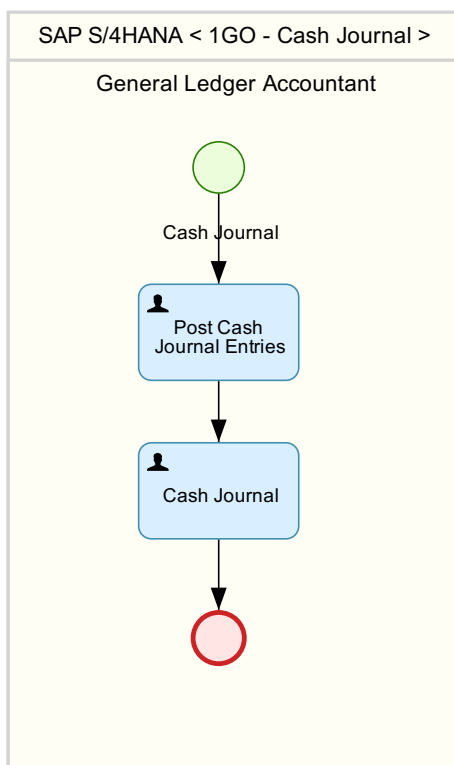 SAP S/4HANA < 1GO - Cash Journal >
General Ledger Accountant
Cash Journal
Post Cash
Journal Entries
Cash Journal